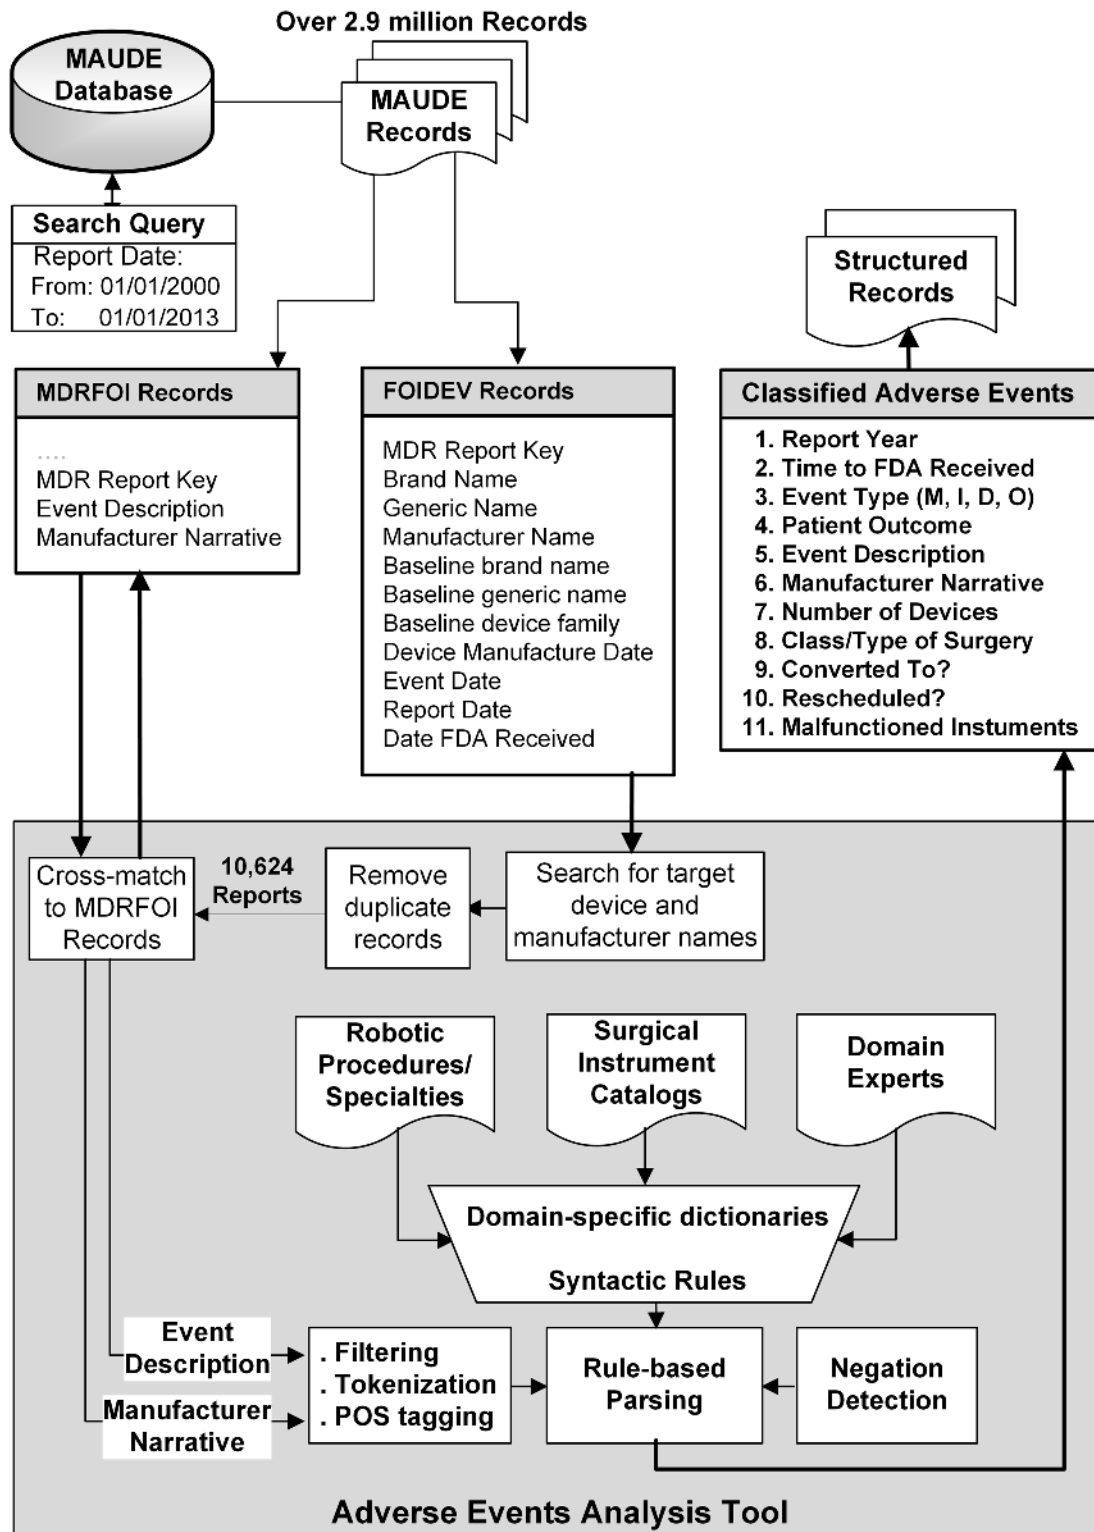 Over 2.9 million Records
MAUDE
Database
MAUDE
Records
Search Query
Report Date:
From: 01/01/2000
To: 01/01/2013
Structured
Records
MDRFOI Records
....
MDR Report Key
Event Description
Manufacturer Narrative
FOIDEV Records
MDR Report Key
Brand Name
Generic Name
Manufacturer Name
Baseline brand name
Baseline generic name
Baseline device family
Device Manufacture Date
Event Date
Report Date
Date FDA Received
Classified Adverse Events
1. Report Year
2. Time to FDA Received
3. Event Type (M, I, D, O)
4. Patient Outcome
5. Event Description
6. Manufacturer Narrative
7. Number of Devices
8. Class/Type of Surgery
9. Converted To?
10. Rescheduled?
11. Malfunctioned Instuments
Cross-match
to MDRFOI
Records
10,624
Reports
Remove
duplicate
records
Search for target
device and
manufacturer names
Robotic
Procedures/
Specialties
Surgical
Instrument
Catalogs
Domain
Experts
Domain-specific dictionaries
Syntactic Rules
Event
Description
Manufacturer
Narrative
. Filtering
. Tokenization
. POS tagging
Rule-based
Parsing
Negation
Detection
Adverse Events Analysis Tool